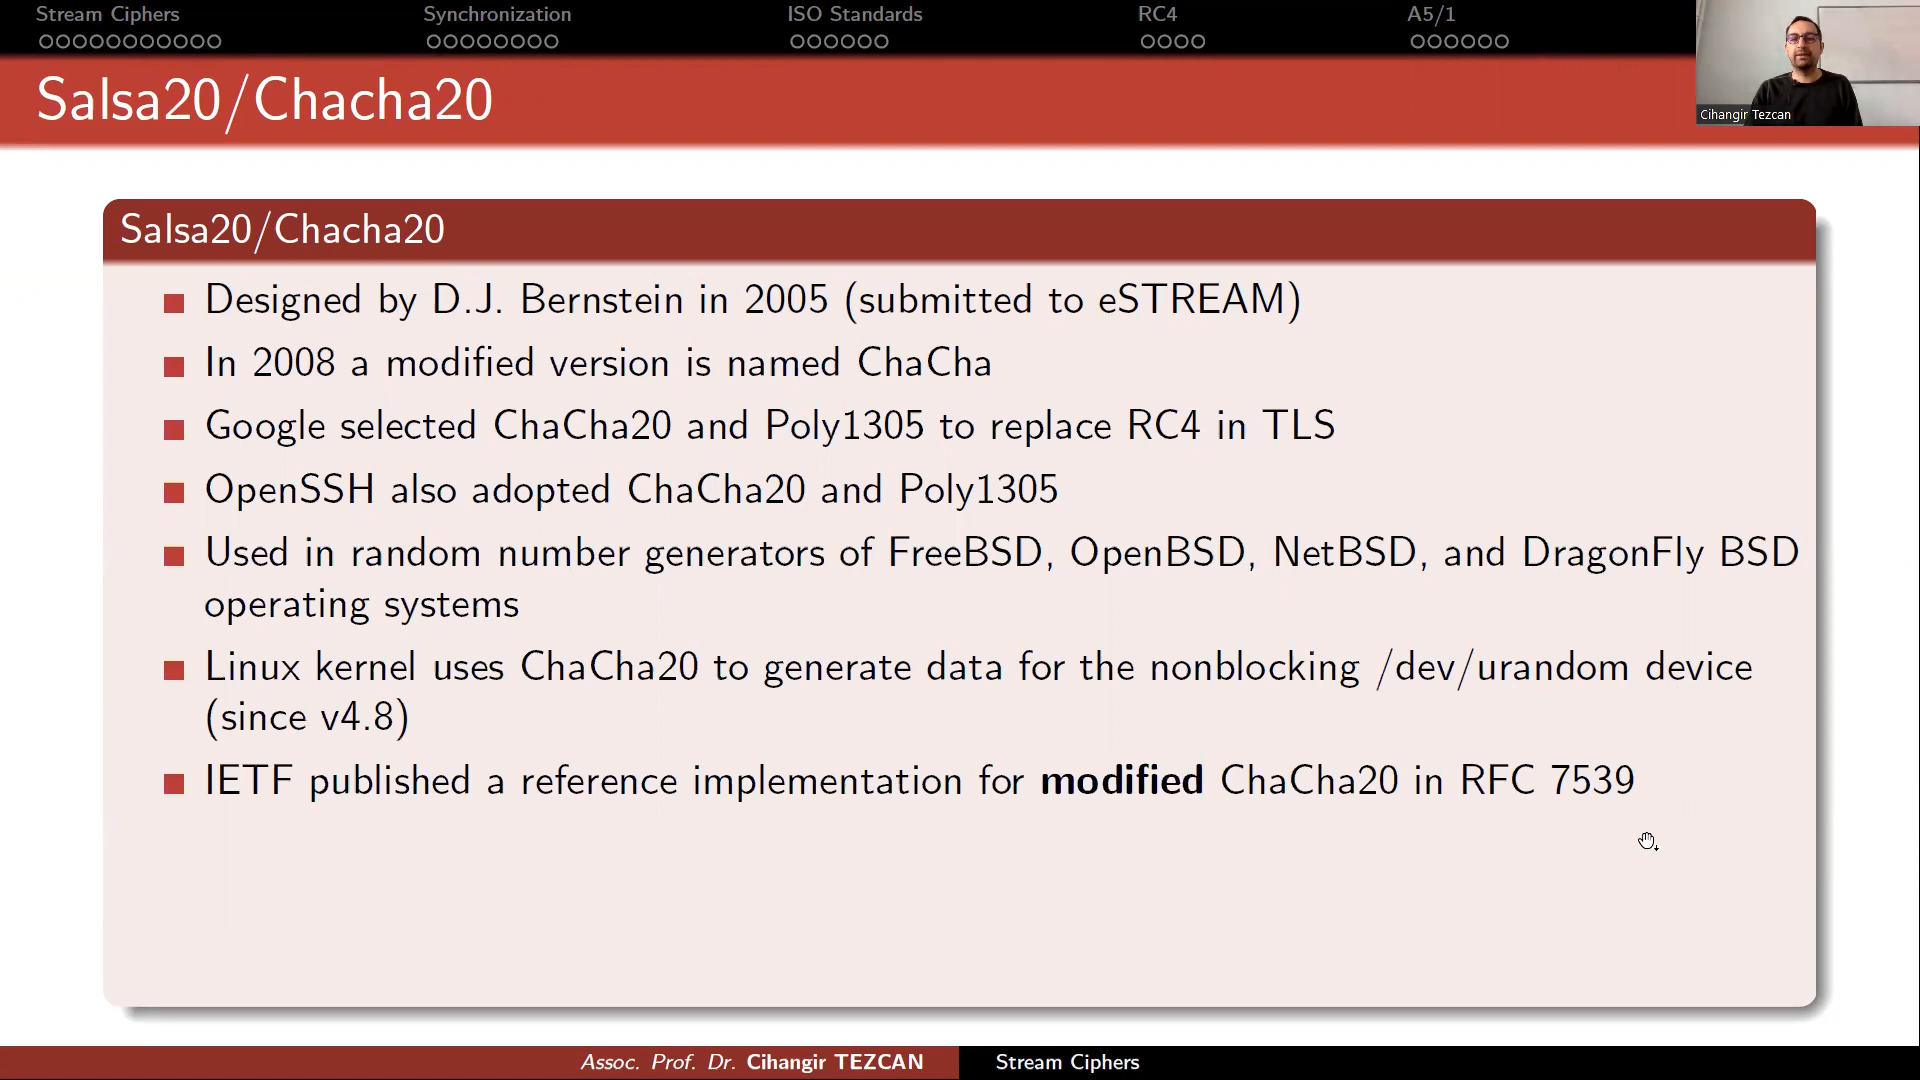 Stream Ciphers
Synchronization
ISO Standards
RC4
A5/1
Salsa20/Chacha20
Cihangir Tezcan
Salsa20/Chacha20
Designed by D.J. Bernstein in 2005 (submitted to eSTREAM)
In 2008 a modified version is named ChaCha
Google selected ChaCha20 and Poly1305 to replace RC4 in TLS
OpenSSH also adopted ChaCha20 and Poly1305
Used in random number generators of FreeBSD, OpenBSD, NetBSD, and DragonFly BSD
operating systems
Linux kernel uses ChaCha20 to generate data for the nonblocking /dev/urandom device
(since v4.8)
IETF published a reference implementation for modified ChaCha20 in RFC 7539
Assoc. Prof. Dr. Cihangir TEZCAN
Stream Ciphers